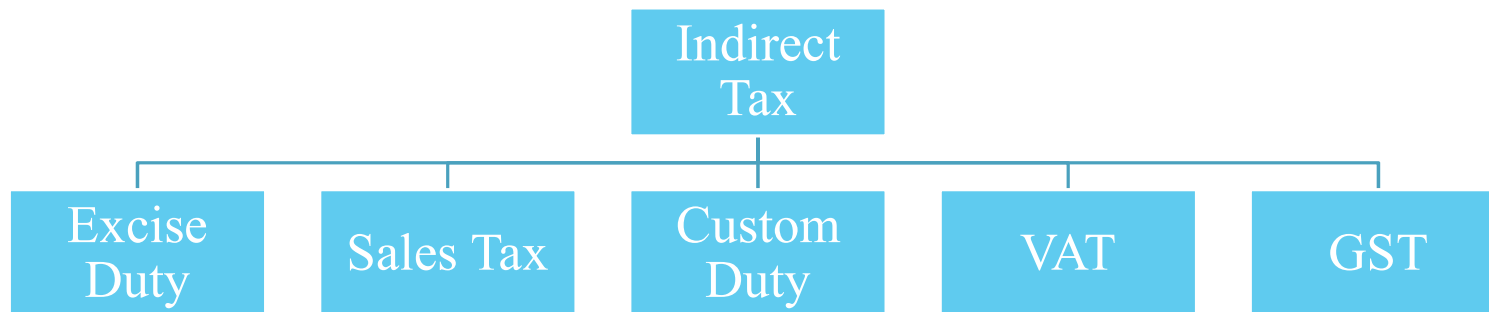 Indirect
Tax
Excise
Duty
Sales Tax
Custom
Duty
VAT
GST